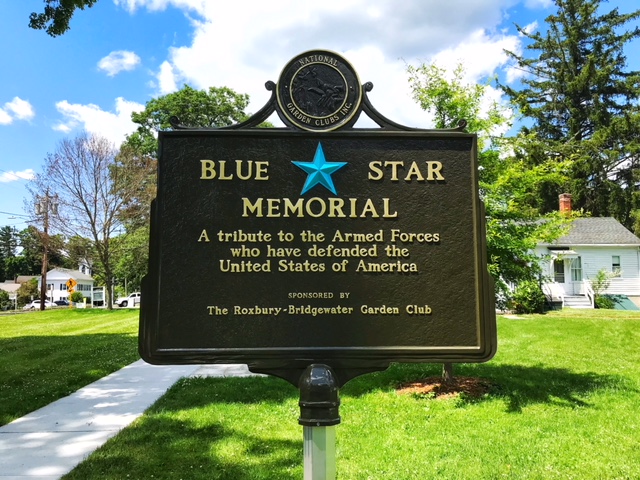 NATIONAL
GARDEN CLUBS INC.
BLUE STAR
MEMORIAL
A tribute to the Armed Forces
who have defended the
United States of America
SPONSORED BY
The Roxbury-Bridgewater Garden Club